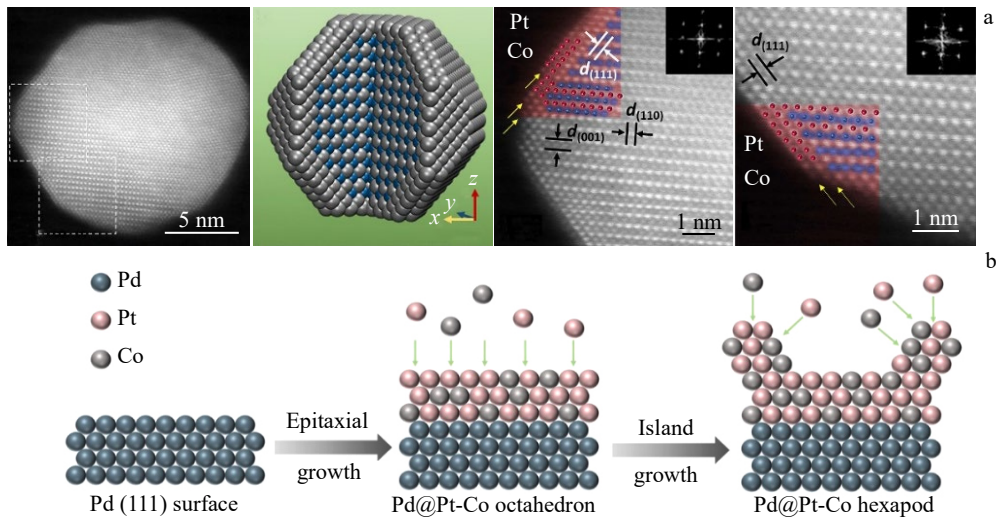 a
5 nm
z
y
x
Pt
Co
d(111)
d(110)
d(001)
1 nm
d(111)
Pt
Co
1 nm
b
Pd
Pt
Co
Epitaxial
growth
Island
growth
Pd (111) surface
Pd@Pt-Co octahedron
Pd@Pt-Co hexapod